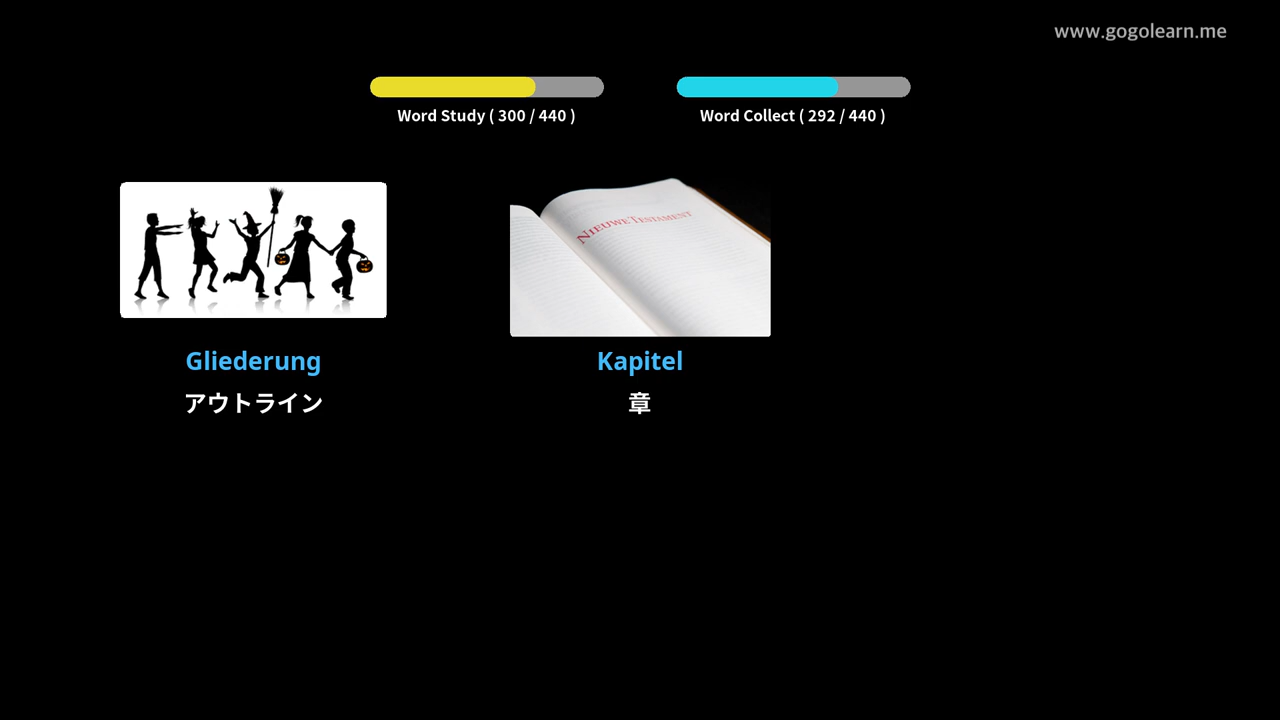 www.gogolearn.me
Word Study ( 300 / 440 )
Word Collect ( 292 / 440 )
NIEUWE TESTAMENT
Gliederung
アウトライン
Kapitel
章